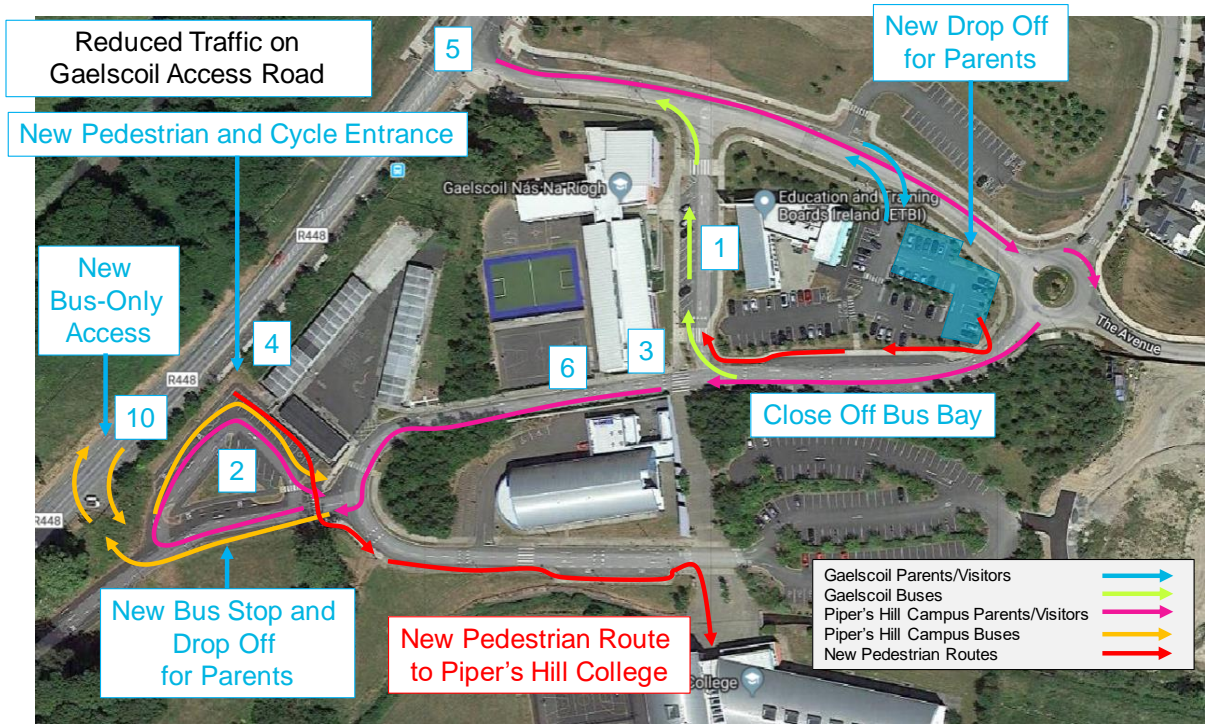 Reduced Traffic on
Gaelscoil Access Road
5
New Drop Off
for Parents
New Pedestrian and Cycle Entrance
Gaelscoil Nás Na Ríogh
Education and Training
Boards Ireland (ETBI)
R448
1
New
Bus-Only
Access
4
3
6
The Avenue
R448
10
Close Off Bus Bay
2
R448
New Bus Stop and
Drop Off
for Parents
New Pedestrian Route
to Piper's Hill College
College
Gaelscoil Parents/Visitors
Gaelscoil Buses
Piper's Hill Campus Parents/Visitors
Piper's Hill Campus Buses
New Pedestrian Routes